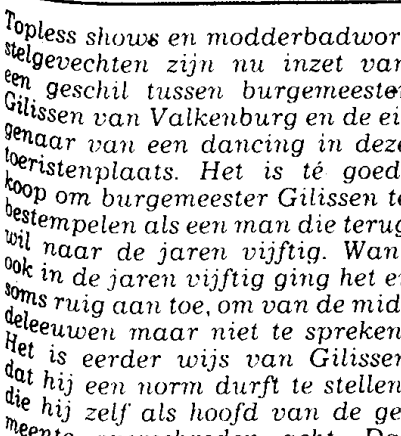 Topless shows en modderbadwor
stelgevechten zijn nu inzet van
een geschil tussen burgemeester
Gilissen van Valkenburg en de ei
genaar van een dancing in deze
toeristenplaats. Het is té goed
koop om burgemeester Gilissen te
bestempelen als een man die terug
wil naar de jaren vijftig. Wan
ook in de jaren vijftig ging het er
soms ruig aan toe, om van de mid
deleeuwen maar niet te spreken
Het is eerder wijs van Gilissen
dat hij een norm durft te stellen
die hij zelf als hoofd van de ge
meente